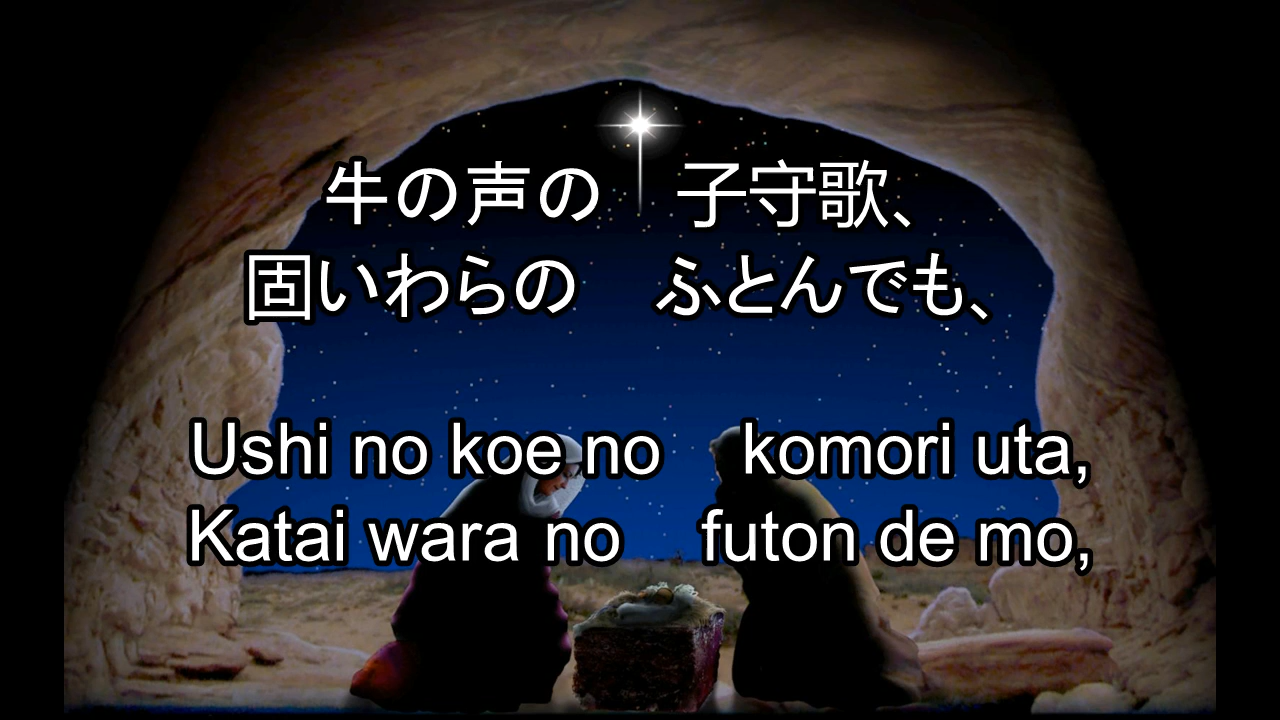 牛の声の 子守歌、
固いわらの ふとんでも、
Ushi no koe no komori uta,
Katai wara no futon de mo,